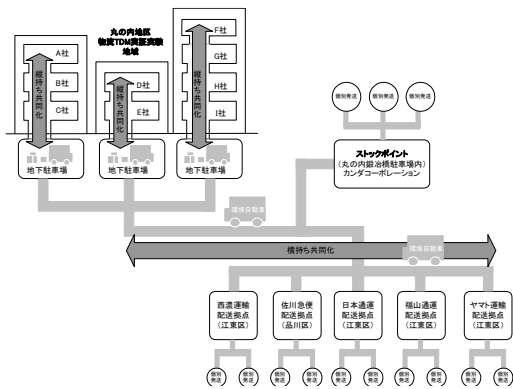 丸の内地区
物流TDM実証実験
地域
A社
B社
C社
縦持ち共同化
D社
E社
縦持ち共同化
F社
G社
H社
I社
縦持ち共同化
地下駐車場
地下駐車場
地下駐車場
個別発送
個別発送
個別発送
ストックポイント
(丸の内鍛冶橋駐車場内)
カンダコーポレーション
環境自動車
環境自動車
横持ち共同化
西濃運輸
配送拠点
(江東区)
佐川急便
配送拠点
(品川区)
日本通運
配送拠点
(江東区)
福山通運
配送拠点
(江東区)
ヤマト運輸
配送拠点
(江東区)
個別
発送
個別
発送
個別
発送
個別
発送
個別
発送
個別
発送
個別
発送
個別
発送
個別
発送
個別
発送